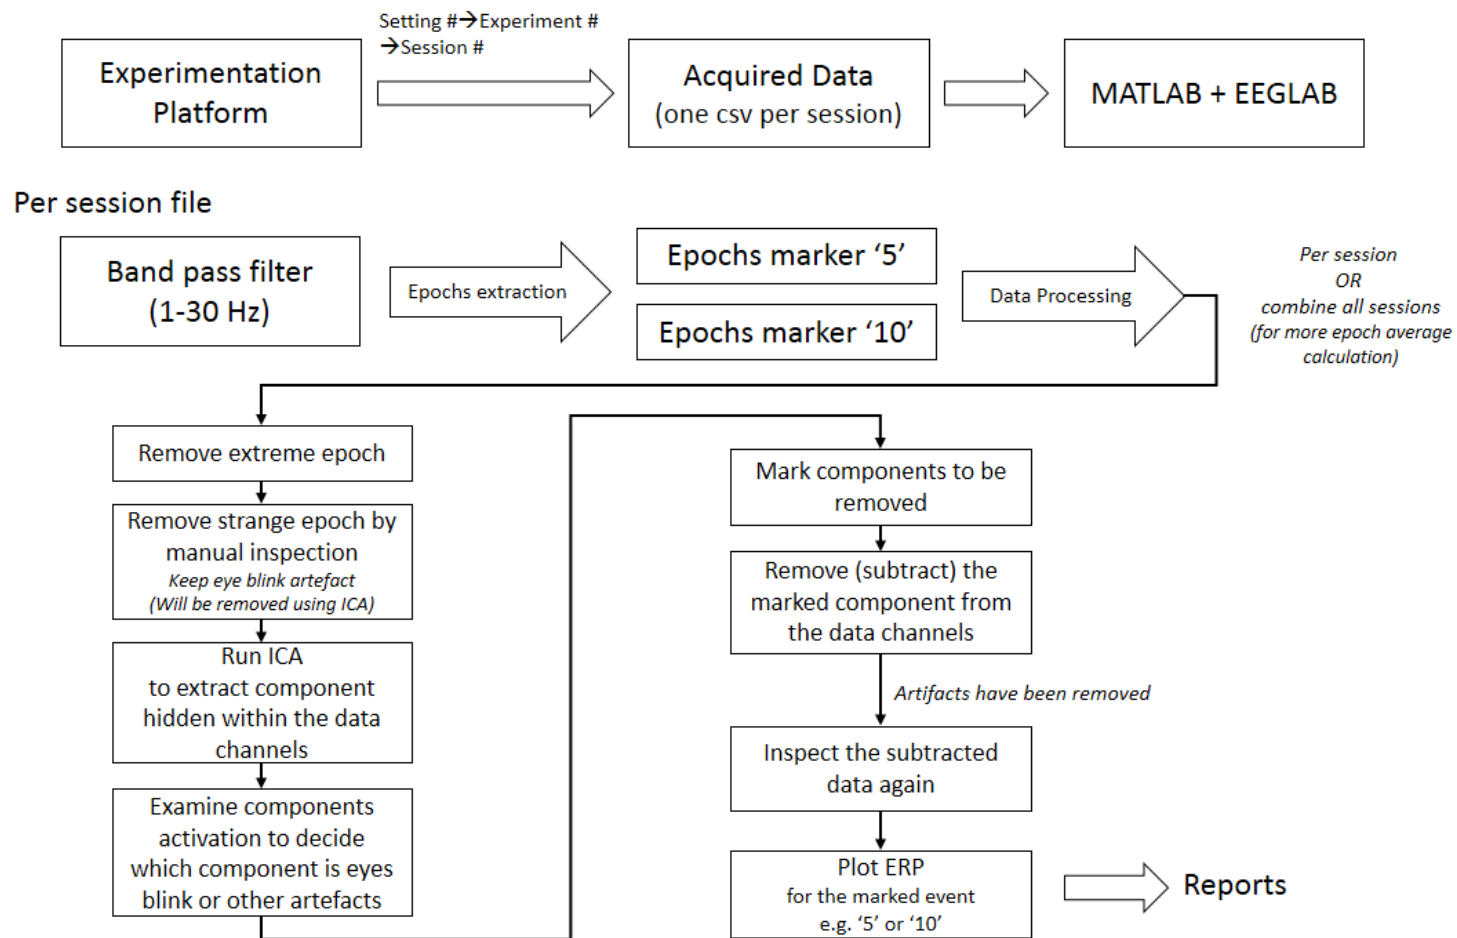 Setting #→Experiment #
→Session #
Experimentation
Platform
Acquired Data
(one csv per session)
MATLAB + EEGLAB
Per session file
Band pass filter
(1-30 Hz)
Epochs extraction
Epochs marker ‘5’
Epochs marker ‘10’
Data Processing
Per session
OR
combine all sessions
(for more epoch average
calculation)
Remove extreme epoch
Remove strange epoch by
manual inspection
Keep eye blink artefact
(Will be removed using ICA)
Run ICA
to extract component
hidden within the data
channels
Examine components
activation to decide
which component is eyes
blink or other artefacts
Mark components to be
removed
Remove (subtract) the
marked component from
the data channels
Artifacts have been removed
Inspect the subtracted
data again
Plot ERP
for the marked event
e.g. ‘5’ or ‘10’
Reports